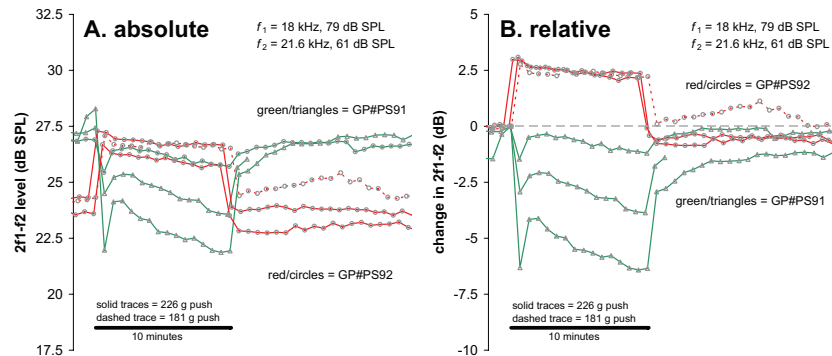 A. absolute
f1 = 18 kHz, 79 dB SPL
f2 = 21.6 kHz, 61 dB SPL
green/triangles = GP#PS91
red/circles = GP#PS92
solid traces = 226 g push
dashed trace = 181 g push
10 minutes
2f1-f2 level (dB SPL)
32.5
30
27.5
25
22.5
20
17.5
B. relative
f1 = 18 kHz, 79 dB SPL
f2 = 21.6 kHz, 61 dB SPL
red/circles = GP#PS92
green/triangles = GP#PS91
solid traces = 226 g push
dashed trace = 181 g push
10 minutes
change in 2f1-f2 (dB)
5
2.5
0
-2.5
-5
-7.5
-10